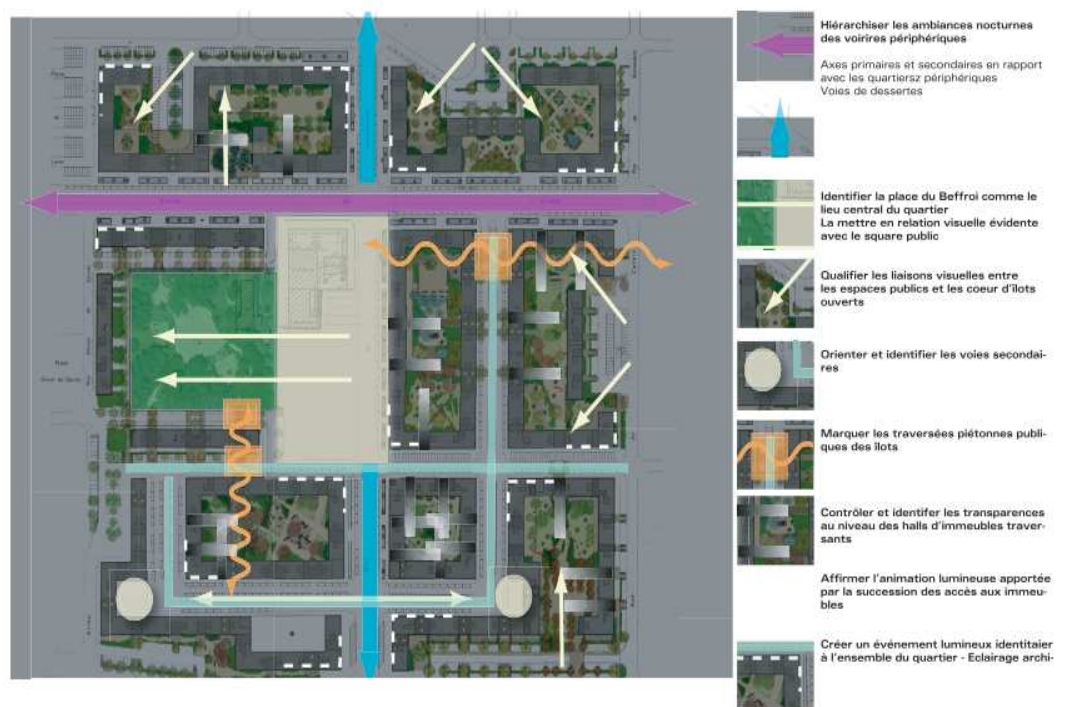 Hiérarchiser les ambiances nocturnes
des voirires périphériques
Axes primaires et secondaires en rapport
avec les quartiersz périphériques
Voies de dessertes
Identifier la place du Beffroi comme le
lieu central du quartier
La mettre en relation visuelle évidente
avec le square public
Qualifier les liaisons visuelles entre
les espaces publics et les coeur d'îlots
ouverts
Orienter et identifier les voies secondai-
res
Marquer les traversées piétonnes publi-
ques des îlots
Contrôler et identifer les transparences
au niveau des halls d'immeubles traver-
sants
Affirmer l'animation lumineuse apportée
par la succession des accès aux immeu-
bles
Créer un événement lumineux identitaier
à l'ensemble du quartier - Eclairage archi-